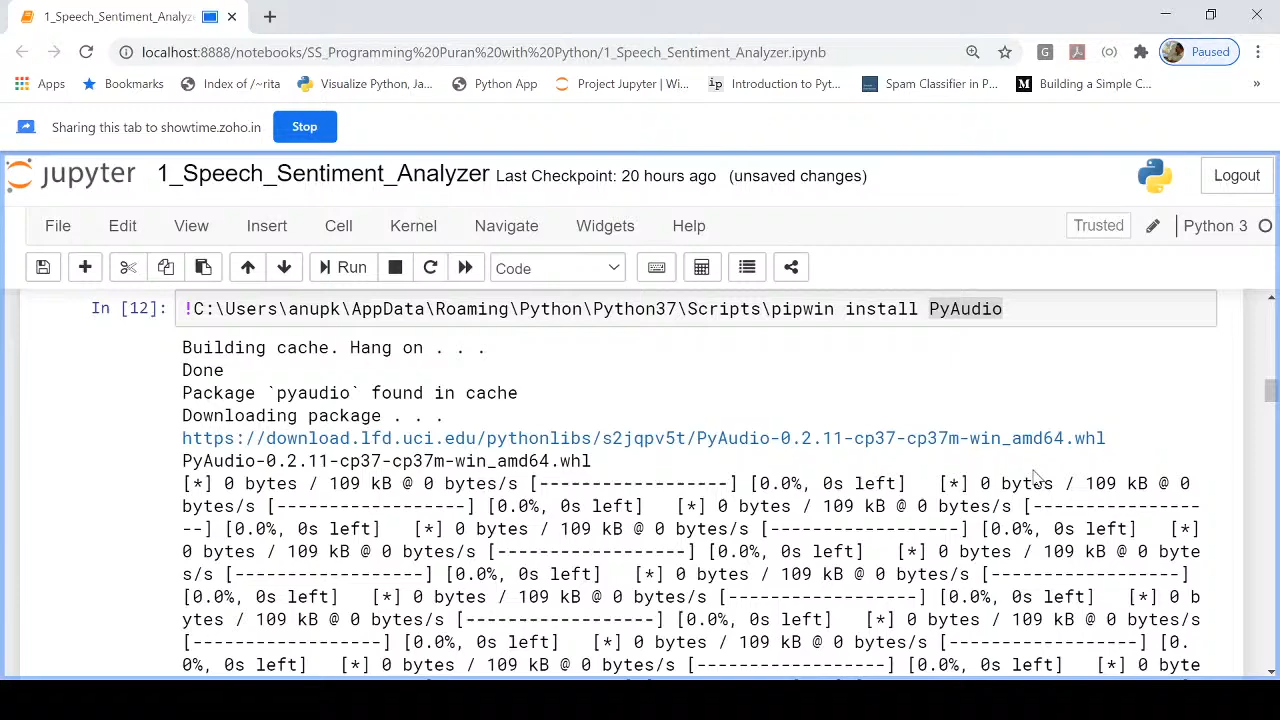 1_Speech_Sentiment_Analyze
localhost:8888/notebooks/SS_Programming%20Puran%20with%20Python/1_Speech_Sentiment_Analyzer.ipynb
G
Paused
Apps
Bookmarks
Index of /~rita
Visualize Python, Ja...
Python App
Project Jupyter | Wi...
ip Introduction to Pyt...
Spam Classifier in P...
M Building a Simple C...
»
Sharing this tab to showtime.zoho.in
Stop
jupyter 1_Speech_Sentiment_Analyzer Last Checkpoint: 20 hours ago (unsaved changes)
Logout
File Edit View Insert Cell Kernel Navigate Widgets Help
Trusted
Python 3
Run
Code
In [12]: !C:\Users\anupk\AppData\Roaming\Python\Python37\Scripts\pipwin install PyAudio
Building cache. Hang on . . .
Done
Package `pyaudio` found in cache
Downloading package . . .
https://download.lfd.uci.edu/pythonlibs/s2jqpv5t/PyAudio-0.2.11-cp37-cp37m-win_amd64.whl
PyAudio-0.2.11-cp37-cp37m-win_amd64.whl
[*] 0 bytes / 109 kB @ 0 bytes/s [------------------] [0.0%, 0s left]   [*] 0 bytes / 109 kB @ 0
bytes/s [------------------] [0.0%, 0s left]   [*] 0 bytes / 109 kB @ 0 bytes/s [----------------
--] [0.0%, 0s left]   [*] 0 bytes / 109 kB @ 0 bytes/s [------------------] [0.0%, 0s left]   [*]
0 bytes / 109 kB @ 0 bytes/s [------------------] [0.0%, 0s left]   [*] 0 bytes / 109 kB @ 0 byte
s/s [------------------] [0.0%, 0s left]   [*] 0 bytes / 109 kB @ 0 bytes/s [------------------]
[0.0%, 0s left]   [*] 0 bytes / 109 kB @ 0 bytes/s [------------------] [0.0%, 0s left]   [*] 0 b
ytes / 109 kB @ 0 bytes/s [------------------] [0.0%, 0s left]   [*] 0 bytes / 109 kB @ 0 bytes/s
[------------------] [0.0%, 0s left]   [*] 0 bytes / 109 kB @ 0 bytes/s [------------------] [0.
0%, 0s left]   [*] 0 bytes / 109 kB @ 0 bytes/s [------------------] [0.0%, 0s left]   [*] 0 byte